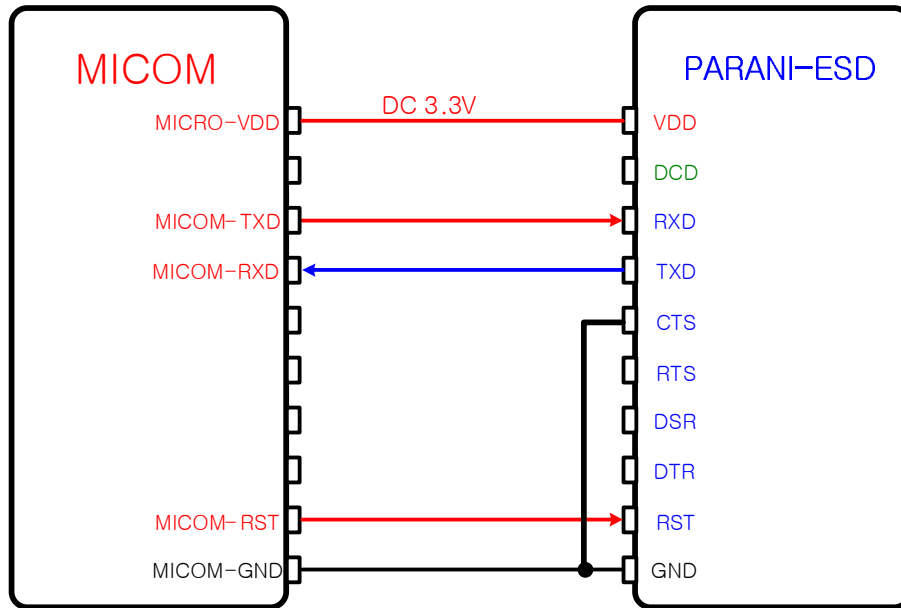 MICOM
PARANI-ESD
DC 3.3V
MICRO-VDD
VDD
DCD
MICOM-TXD
RXD
MICOM-RXD
TXD
CTS
RTS
DSR
DTR
MICOM-RST
RST
MICOM-GND
GND